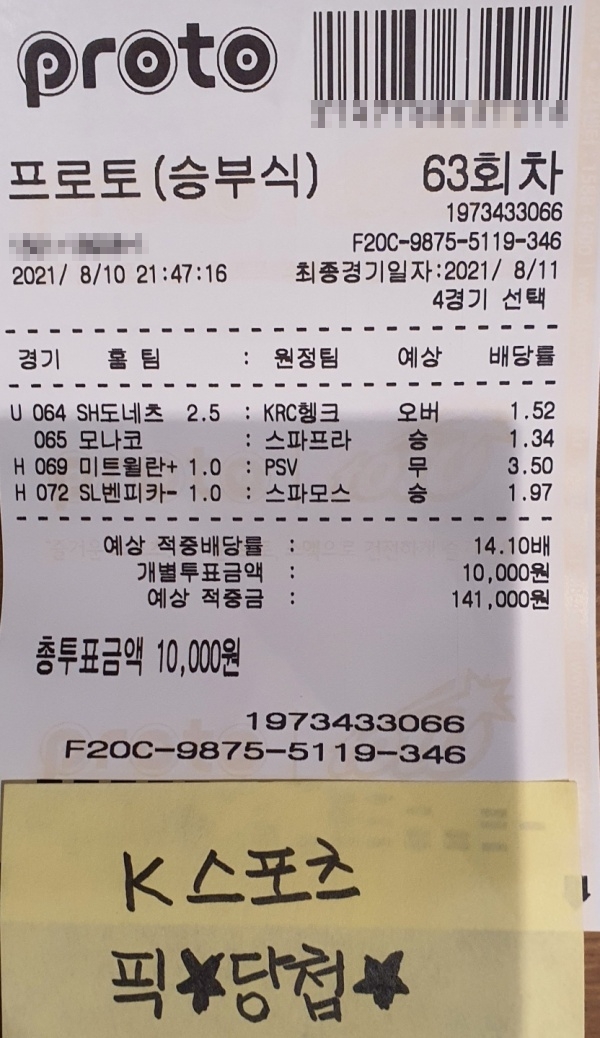 proto
프로토(승부식) 63회차
1973433066
F20C-9875-5119-346
2021/ 8/10 21:47:16 최종경기일자:2021/ 8/11
4경기 선택
경기 홈 팀 : 원정팀 예상 배당률
U 064 SH도네츠 2.5 : KRC헹크 오버 1.52
065 모나코 : 스파프라 승 1.34
H 069 미트윌란+ 1.0 : PSV 무 3.50
H 072 SL벤피카- 1.0 : 스파모스 승 1.97
예상 적중배당률 : 14.10배
개별투표금액 : 10,000원
예상 적중금 : 141,000원
총투표금액 10,000원
1973433066
F20C-9875-5119-346
K스포츠
픽★당첨★